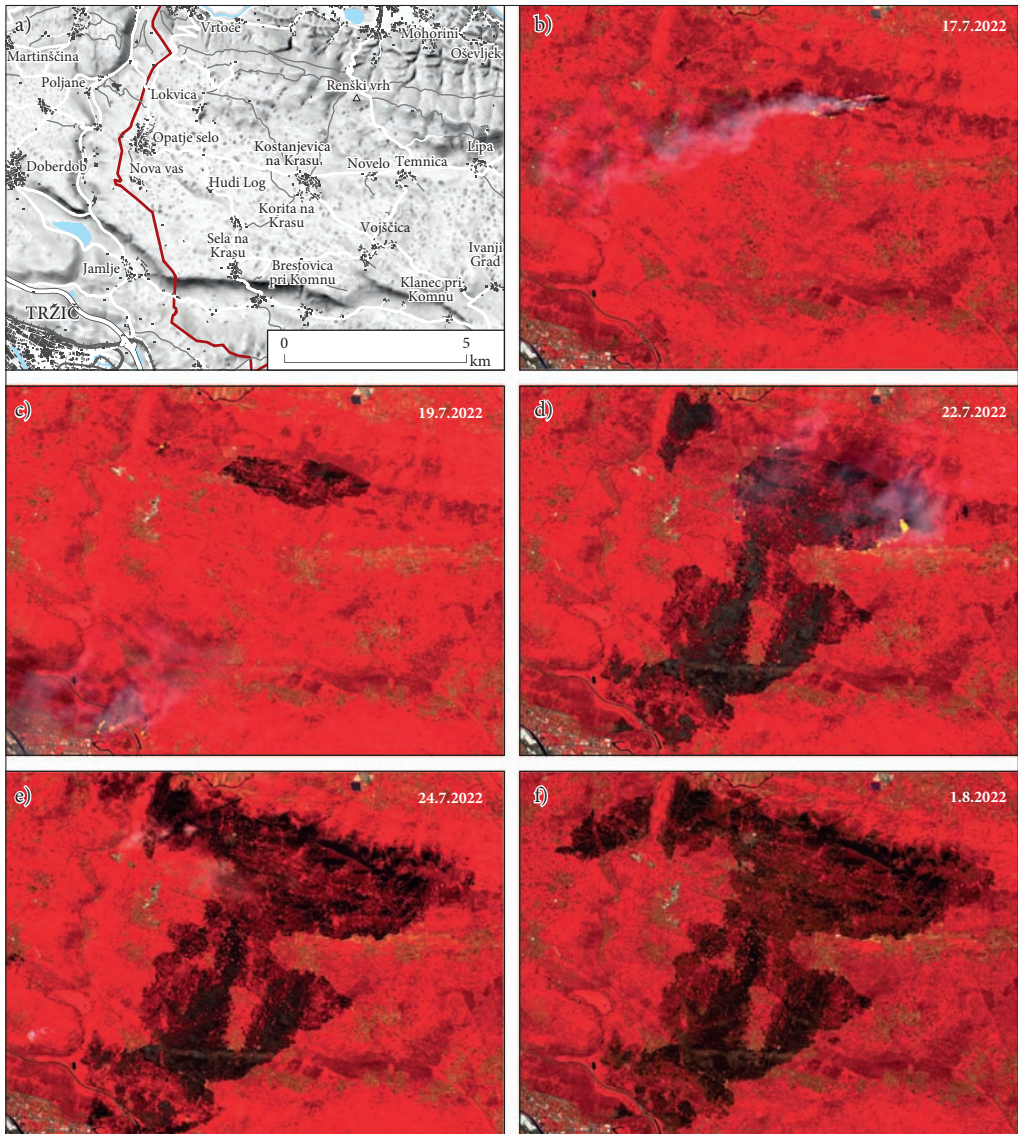 a)
Vrtoče
Mohorini
Oševljek
Martinščina
Poljane
Renški vrh
Lokvica
Opatje selo
Kostanjevica
na Krasu
Lipa
Doberdob
Nova vas
Novelo
Temnica
Hudi Log
Korita na
Krasu
Vojščica
Sela na
Krasu
Ivanji
Grad
Jamlje
Brestovica
pri Komnu
Klanec pri
Komnu
TRŽIČ
0
5
km
b)
17.7.2022
c)
19.7.2022
d)
22.7.2022
e)
24.7.2022
f)
1.8.2022